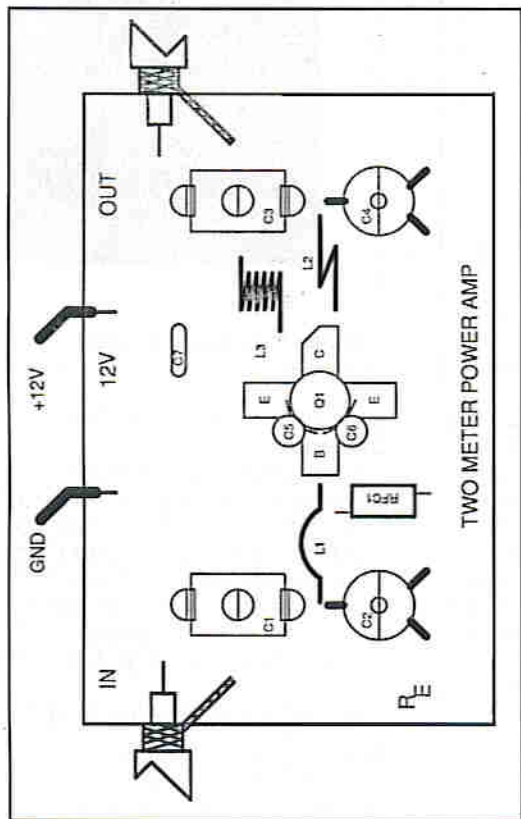 GND
+12V
IN
12V
OUT
C7
C1
C3
L3
L2
E
C5
Q1
B
C
C6
E
L1
RFC1
C2
C4
RE
TWO METER POWER AMP